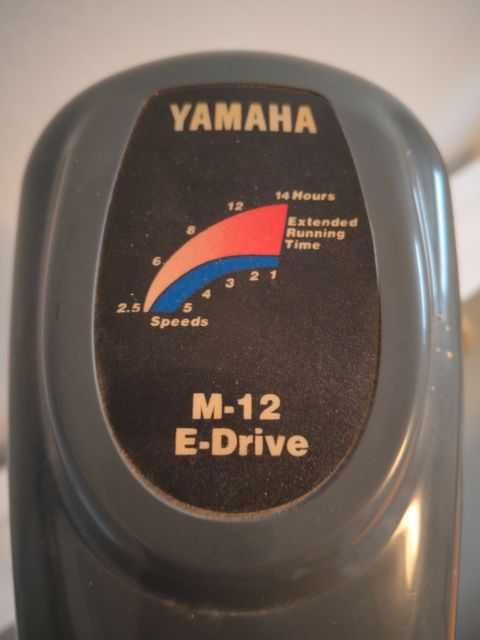 YAMAHA
14 Hours
12
8
6
2.5
Extended
Running
Time
1
2
3
4
5
Speeds
M-12
E-Drive